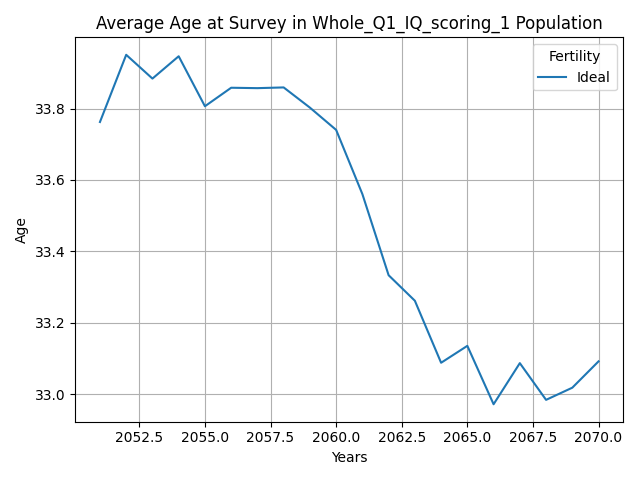 Average Age at Survey in Whole_Q1_IQ_scoring_1 Population
Fertility
Ideal
33.8
33.6
33.4
33.2
33.0
Age
2052.5 2055.0 2057.5 2060.0 2062.5 2065.0 2067.5 2070.0
Years